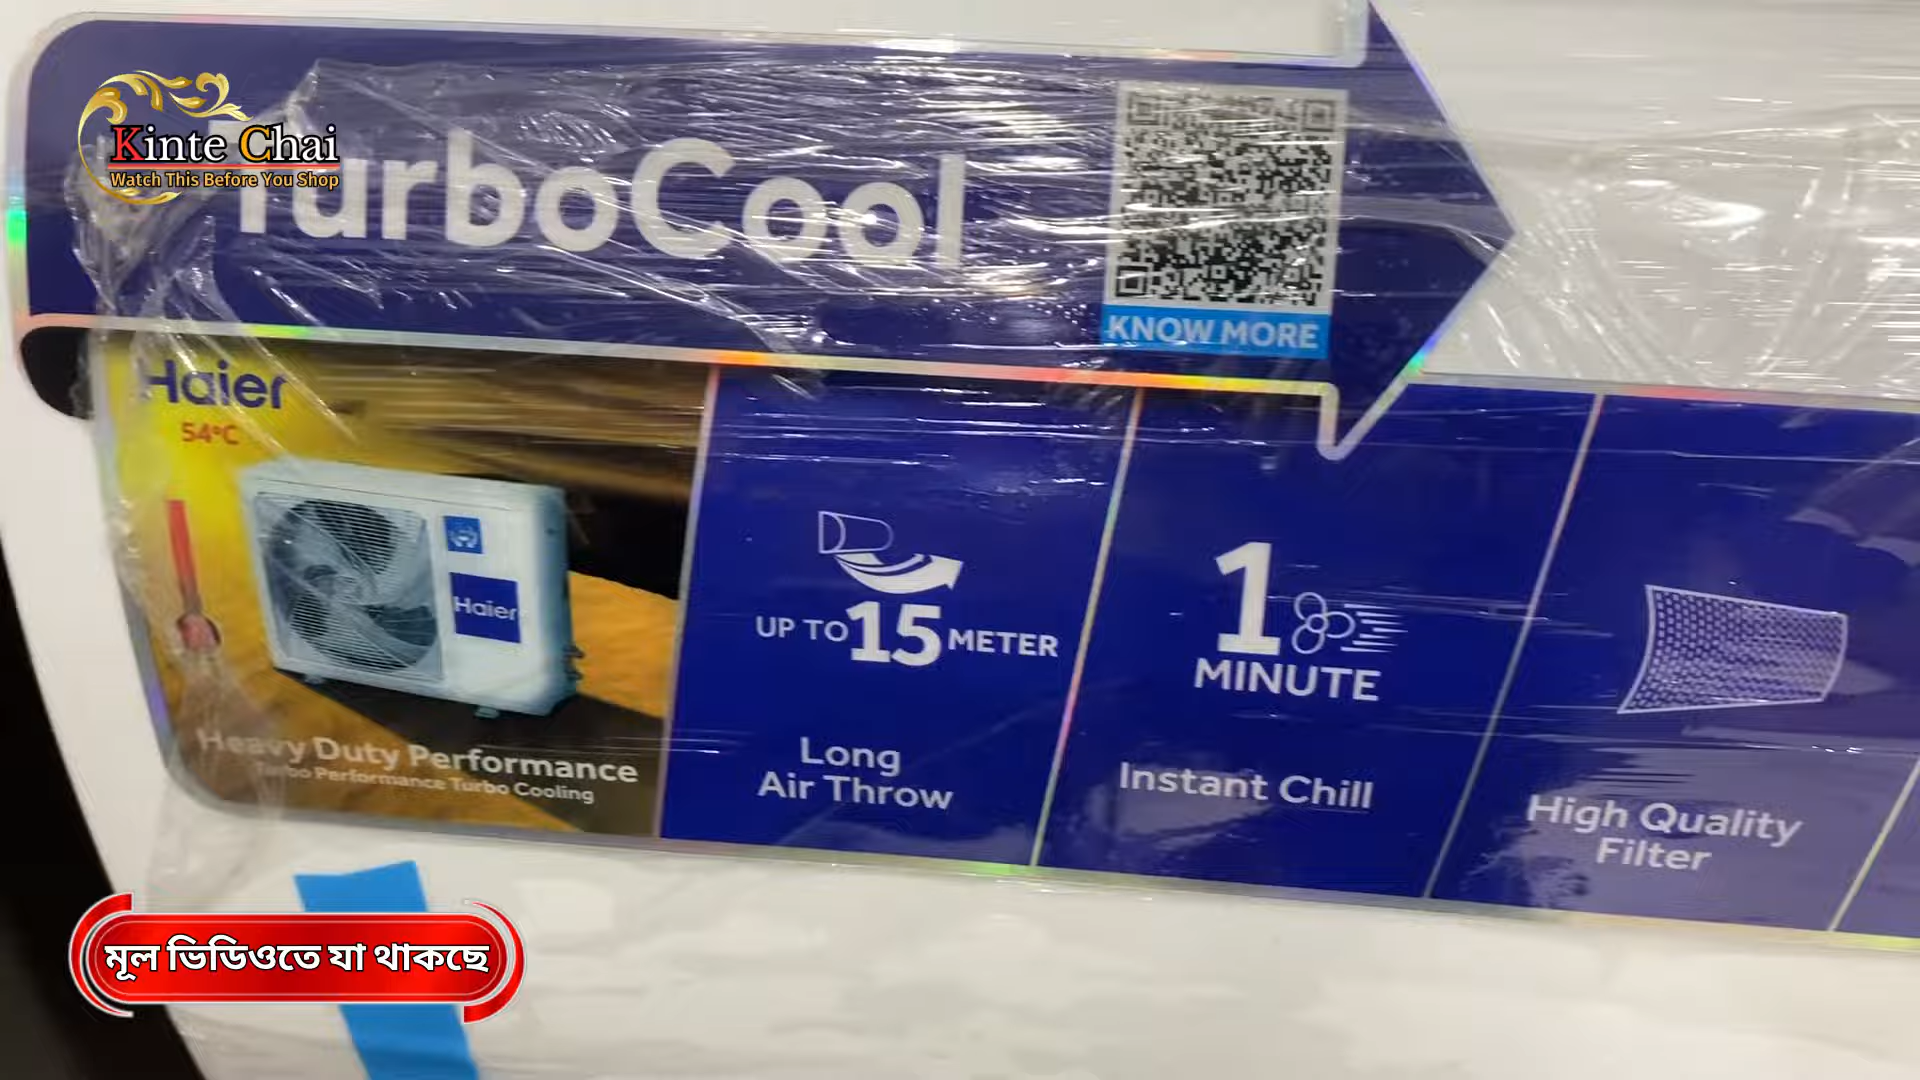 Kinte Chai
Watch This Before You Shop
TurboCool
KNOW MORE
Haier
54°C
Haier
Heavy Duty Performance
Turbo Performance Turbo Cooling
UP TO 15 METER
Long
Air Throw
1
MINUTE
Instant Chill
High Quality
Filter
মূল ভিডিওতে যা থাকছে